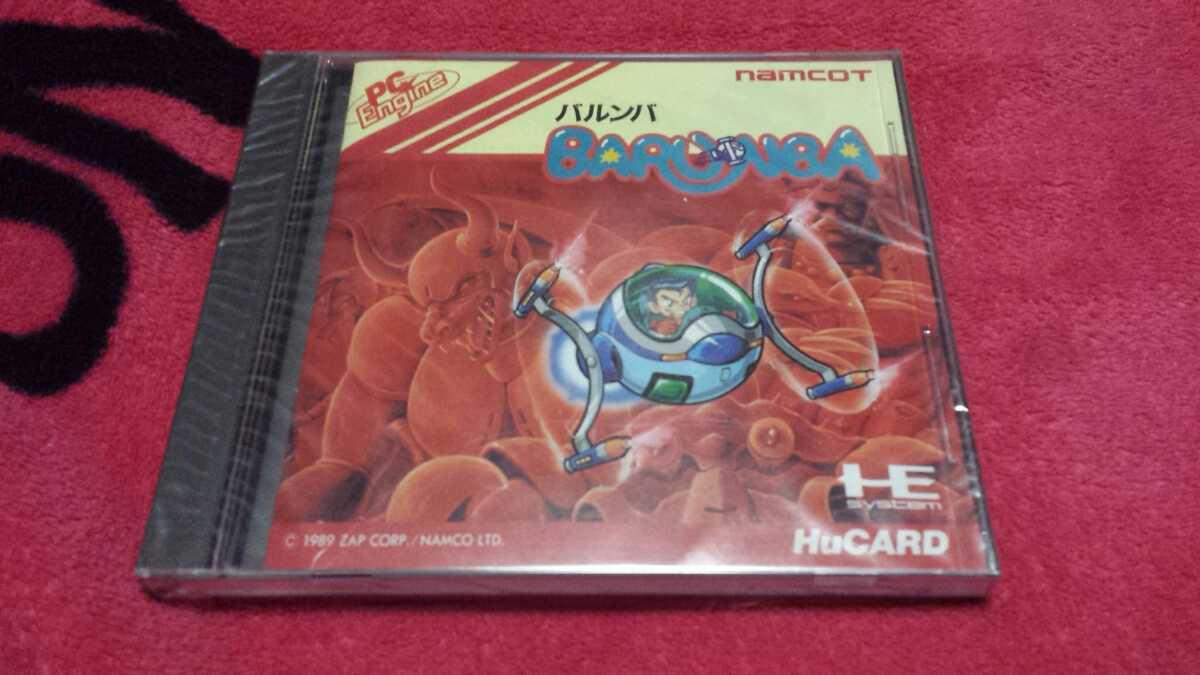 PC Engine
namcoT
バルンバ
BARUNBA
HE
SYSTEM
© 1989 ZAP CORP./NAMCO LTD.
HuCARD